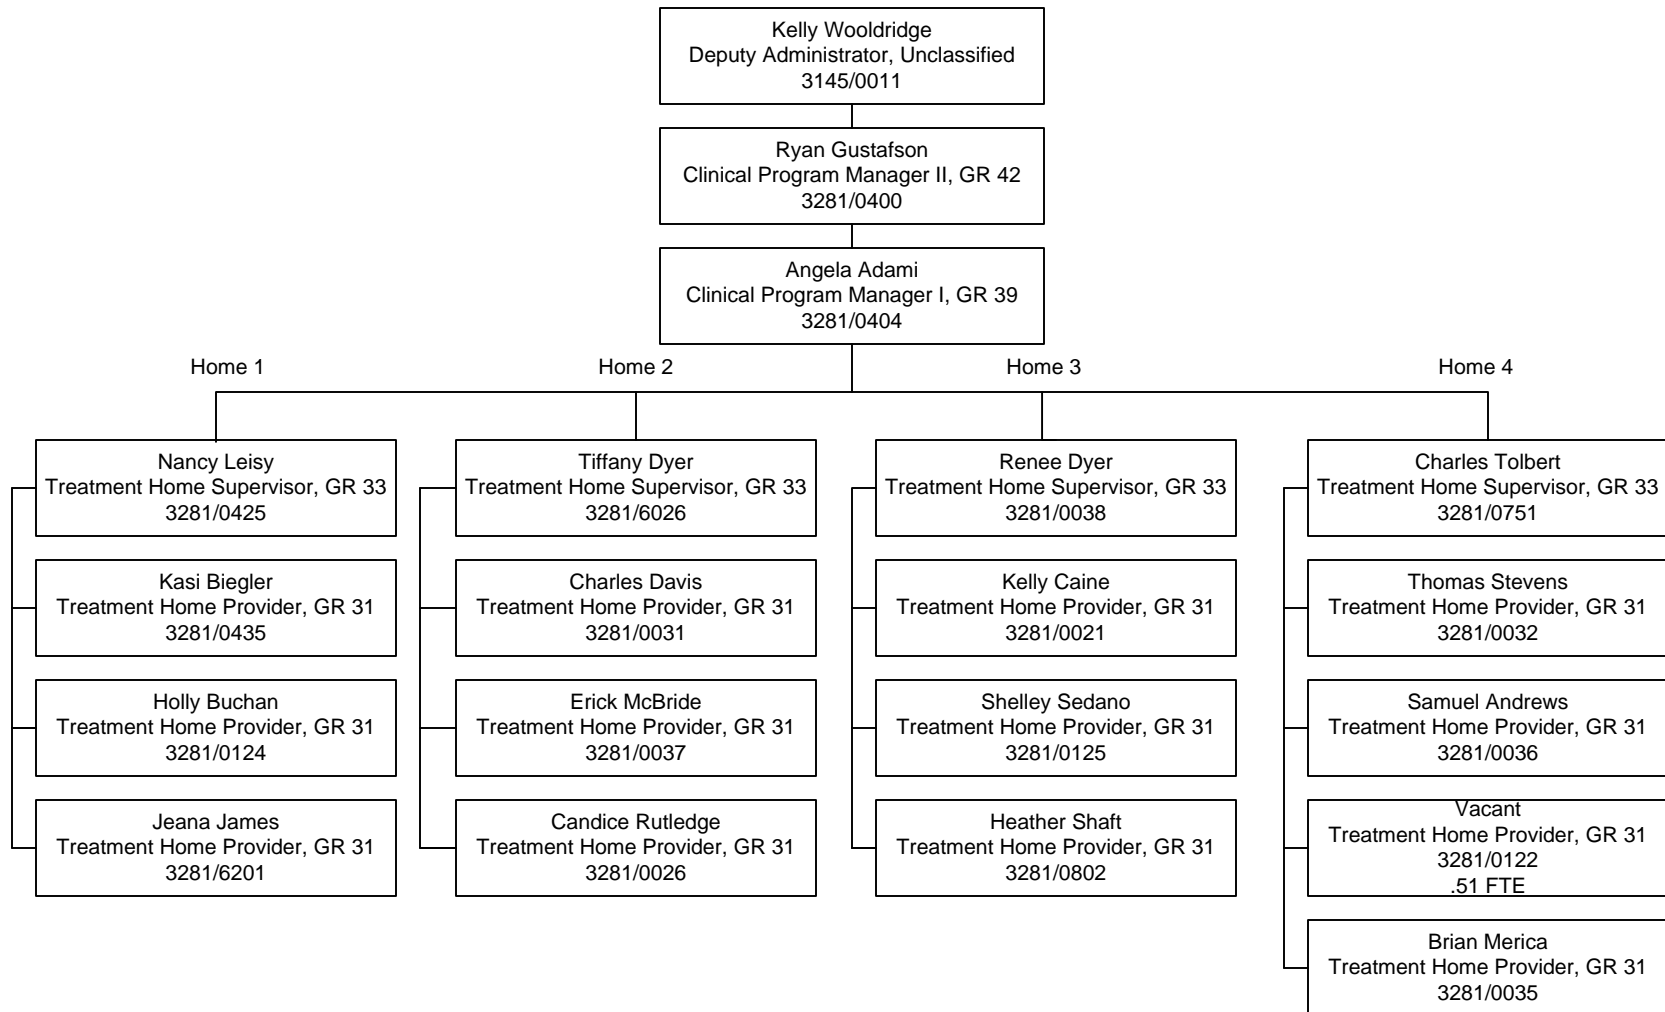 Kelly Wooldridge
Deputy Administrator, Unclassified
3145/0011
Ryan Gustafson
Clinical Program Manager II, GR 42
3281/0400
Angela Adami
Clinical Program Manager I, GR 39
3281/0404
Home 1
Home 2
Home 3
Home 4
Nancy Leisy
Treatment Home Supervisor, GR 33
3281/0425
Kasi Biegler
Treatment Home Provider, GR 31
3281/0435
Holly Buchan
Treatment Home Provider, GR 31
3281/0124
Jeana James
Treatment Home Provider, GR 31
3281/6201
Tiffany Dyer
Treatment Home Supervisor, GR 33
3281/6026
Charles Davis
Treatment Home Provider, GR 31
3281/0031
Erick McBride
Treatment Home Provider, GR 31
3281/0037
Candice Rutledge
Treatment Home Provider, GR 31
3281/0026
Renee Dyer
Treatment Home Supervisor, GR 33
3281/0038
Kelly Caine
Treatment Home Provider, GR 31
3281/0021
Shelley Sedano
Treatment Home Provider, GR 31
3281/0125
Heather Shaft
Treatment Home Provider, GR 31
3281/0802
Charles Tolbert
Treatment Home Supervisor, GR 33
3281/0751
Thomas Stevens
Treatment Home Provider, GR 31
3281/0032
Samuel Andrews
Treatment Home Provider, GR 31
3281/0036
Vacant
Treatment Home Provider, GR 31
3281/0122
.51 FTE
Brian Merica
Treatment Home Provider, GR 31
3281/0035